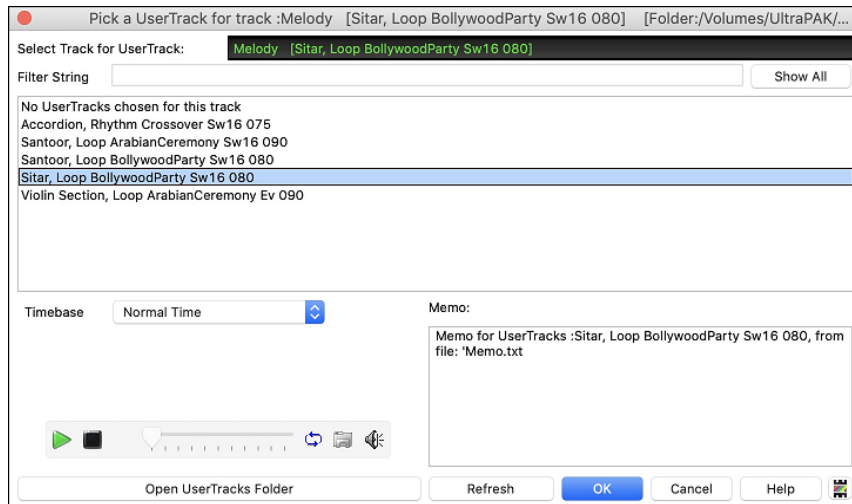 Pick a UserTrack for track :Melody [Sitar, Loop BollywoodParty Sw16 080] [Folder:/Volumes/UltraPAK/...
Select Track for UserTrack: Melody [Sitar, Loop BollywoodParty Sw16 080]
Filter String Show All
No UserTracks chosen for this track
Accordion, Rhythm Crossover Sw16 075
Santoor, Loop ArabianCeremony Sw16 090
Santoor, Loop BollywoodParty Sw16 080
Sitar, Loop BollywoodParty Sw16 080
Violin Section, Loop ArabianCeremony Ev 090
Timebase Normal Time
Memo:
Memo for UserTracks :Sitar, Loop BollywoodParty Sw16 080, from
file: 'Memo.txt
Open UserTracks Folder Refresh OK Cancel Help